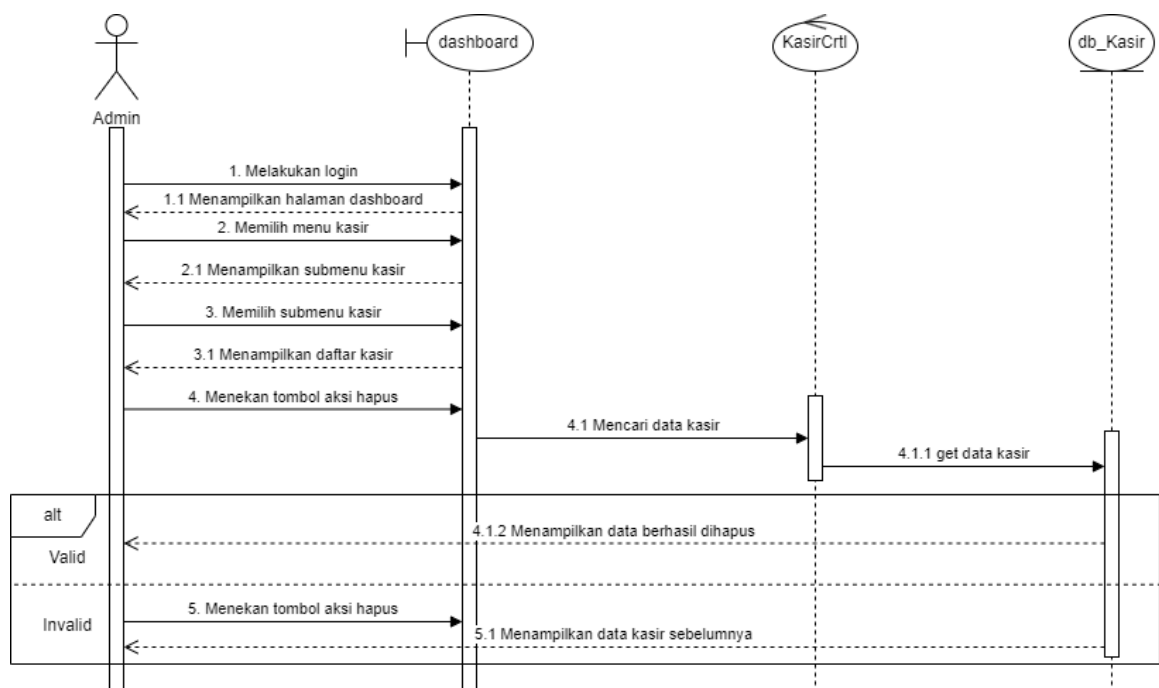 dashboard
KasirCrtl
db_Kasir
Admin
1. Melakukan login
1.1 Menampilkan halaman dashboard
2. Memilih menu kasir
2.1 Menampilkan submenu kasir
3. Memilih submenu kasir
3.1 Menampilkan daftar kasir
4. Menekan tombol aksi hapus
4.1 Mencari data kasir
4.1.1 get data kasir
alt
4.1.2 Menampilkan data berhasil dihapus
Valid
5. Menekan tombol aksi hapus
Invalid
5.1 Menampilkan data kasir sebelumnya